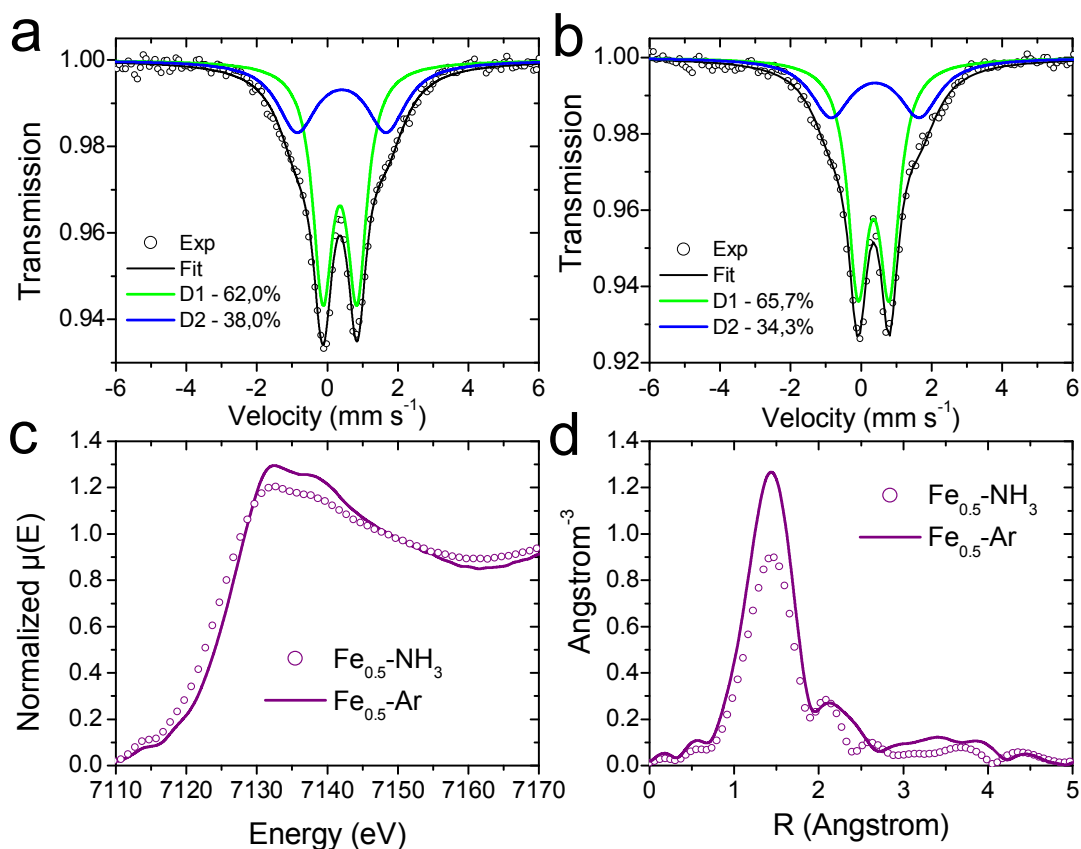 a
1.00
0.98
0.96
0.94
Transmission
Exp
Fit
D1 - 62,0%
D2 - 38,0%
-6 -4 -2 0 2 4 6
Velocity (mm s⁻¹)
b
1.00
0.98
0.96
0.94
0.92
Transmission
Exp
Fit
D1 - 65,7%
D2 - 34,3%
-6 -4 -2 0 2 4 6
Velocity (mm s⁻¹)
c
1.4
1.2
1.0
0.8
0.6
0.4
0.2
0.0
Normalized μ(E)
Fe₀.₅-NH₃
Fe₀.₅-Ar
7110 7120 7130 7140 7150 7160 7170
Energy (eV)
d
1.4
1.2
1.0
0.8
0.6
0.4
0.2
0.0
Angstrom⁻³
Fe₀.₅-NH₃
Fe₀.₅-Ar
0 1 2 3 4 5
R (Angstrom)